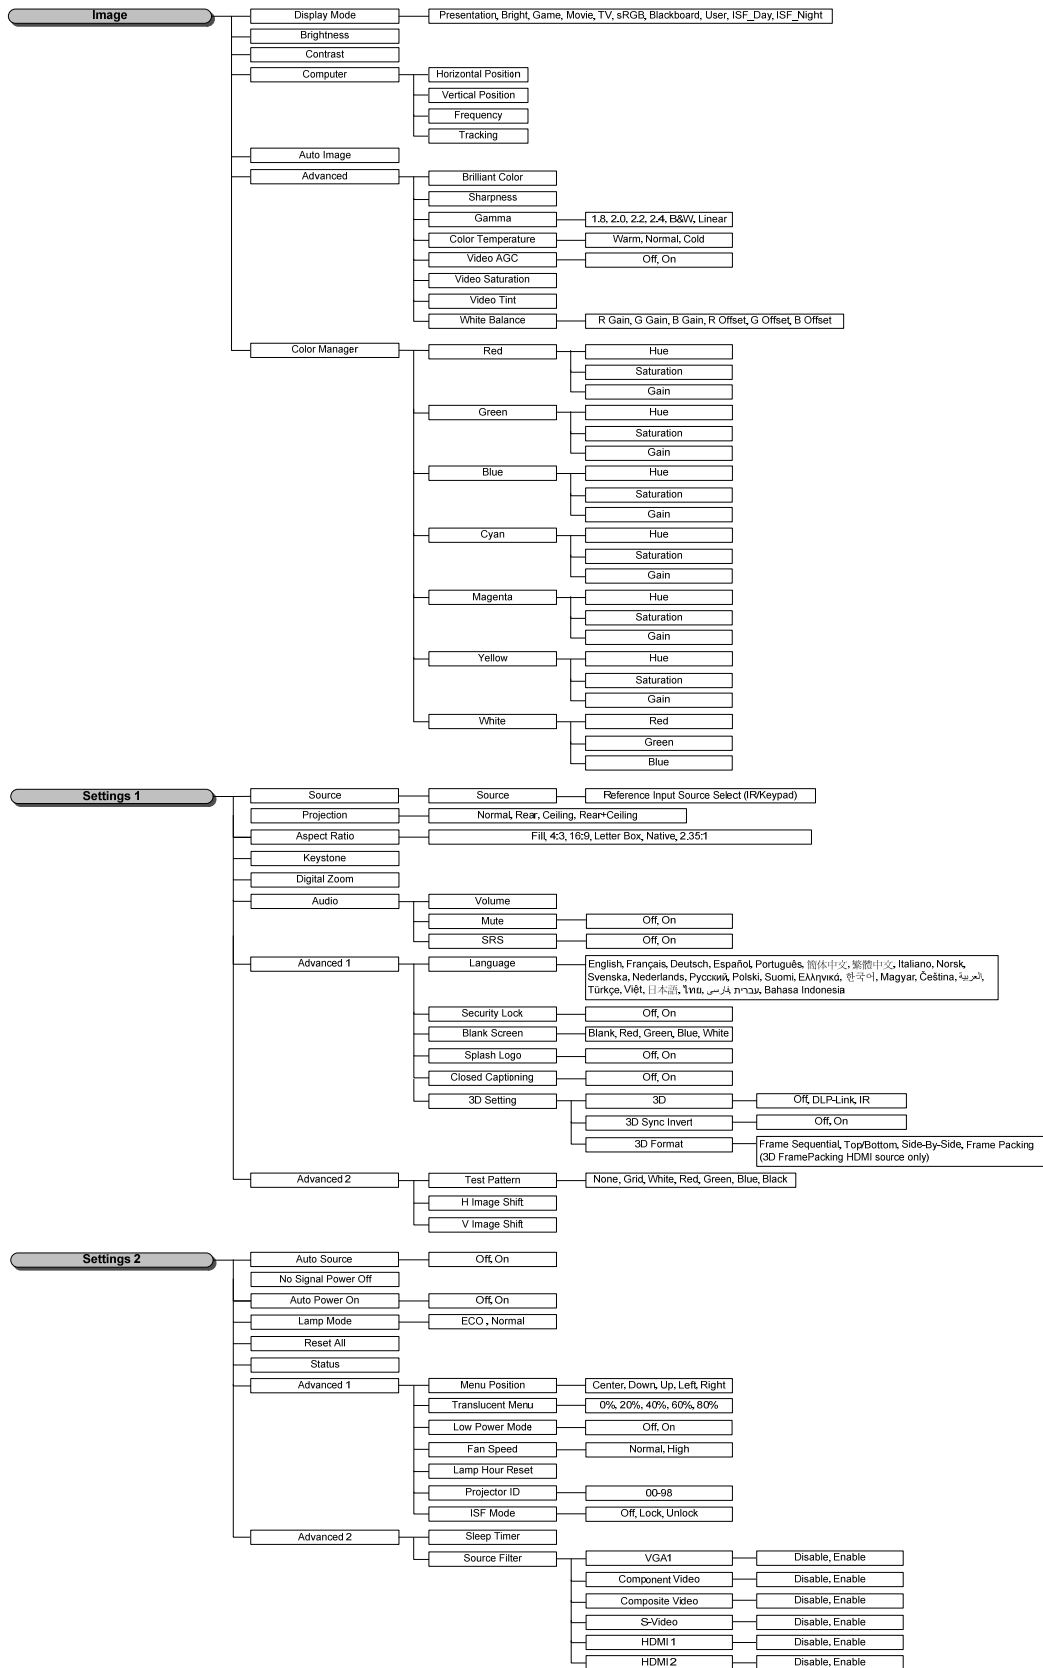 Image
Display Mode
Presentation, Bright, Game, Movie, TV, sRGB, Blackboard, User, ISF_Day, ISF_Night
Brightness
Contrast
Computer
Horizontal Position
Vertical Position
Frequency
Tracking
Auto Image
Advanced
Brilliant Color
Sharpness
Gamma
1.8, 2.0, 2.2, 2.4, B&W, Linear
Color Temperature
Warm, Normal, Cold
Video AGC
Off, On
Video Saturation
Video Tint
White Balance
R Gain, G Gain, B Gain, R Offset, G Offset, B Offset
Color Manager
Red
Hue
Saturation
Gain
Green
Hue
Saturation
Gain
Blue
Hue
Saturation
Gain
Cyan
Hue
Saturation
Gain
Magenta
Hue
Saturation
Gain
Yellow
Hue
Saturation
Gain
White
Red
Green
Blue
Settings 1
Source
Source
Reference Input Source Select (IR/Keypad)
Projection
Normal, Rear, Ceiling, Rear+Ceiling
Aspect Ratio
Fill, 4:3, 16:9, Letter Box, Native, 2.35:1
Keystone
Digital Zoom
Audio
Volume
Mute
Off, On
SRS
Off, On
Advanced 1
Language
English, Français, Deutsch, Español, Português, 簡体中文, 繁體中文, Italiano, Norsk,
Svenska, Nederlands, Русский, Polski, Suomi, Ελληνικά, 한국어, Magyar, Čeština, العربية,
Türkçe, Việt, 日本語, ไทย, فارسی, עברית, Bahasa Indonesia
Security Lock
Off, On
Blank Screen
Blank, Red, Green, Blue, White
Splash Logo
Off, On
Closed Captioning
Off, On
3D Setting
3D
Off, DLP-Link, IR
3D Sync Invert
Off, On
3D Format
Frame Sequential, Top/Bottom, Side-By-Side, Frame Packing
(3D FramePacking HDMI source only)
Advanced 2
Test Pattern
None, Grid, White, Red, Green, Blue, Black
H Image Shift
V Image Shift
Settings 2
Auto Source
Off, On
No Signal Power Off
Auto Power On
Off, On
Lamp Mode
ECO , Normal
Reset All
Status
Advanced 1
Menu Position
Center, Down, Up, Left, Right
Translucent Menu
0%, 20%, 40%, 60%, 80%
Low Power Mode
Off, On
Fan Speed
Normal, High
Lamp Hour Reset
Projector ID
00-98
ISF Mode
Off, Lock, Unlock
Advanced 2
Sleep Timer
Source Filter
VGA1
Disable, Enable
Component Video
Disable, Enable
Composite Video
Disable, Enable
S-Video
Disable, Enable
HDMI 1
Disable, Enable
HDMI 2
Disable, Enable